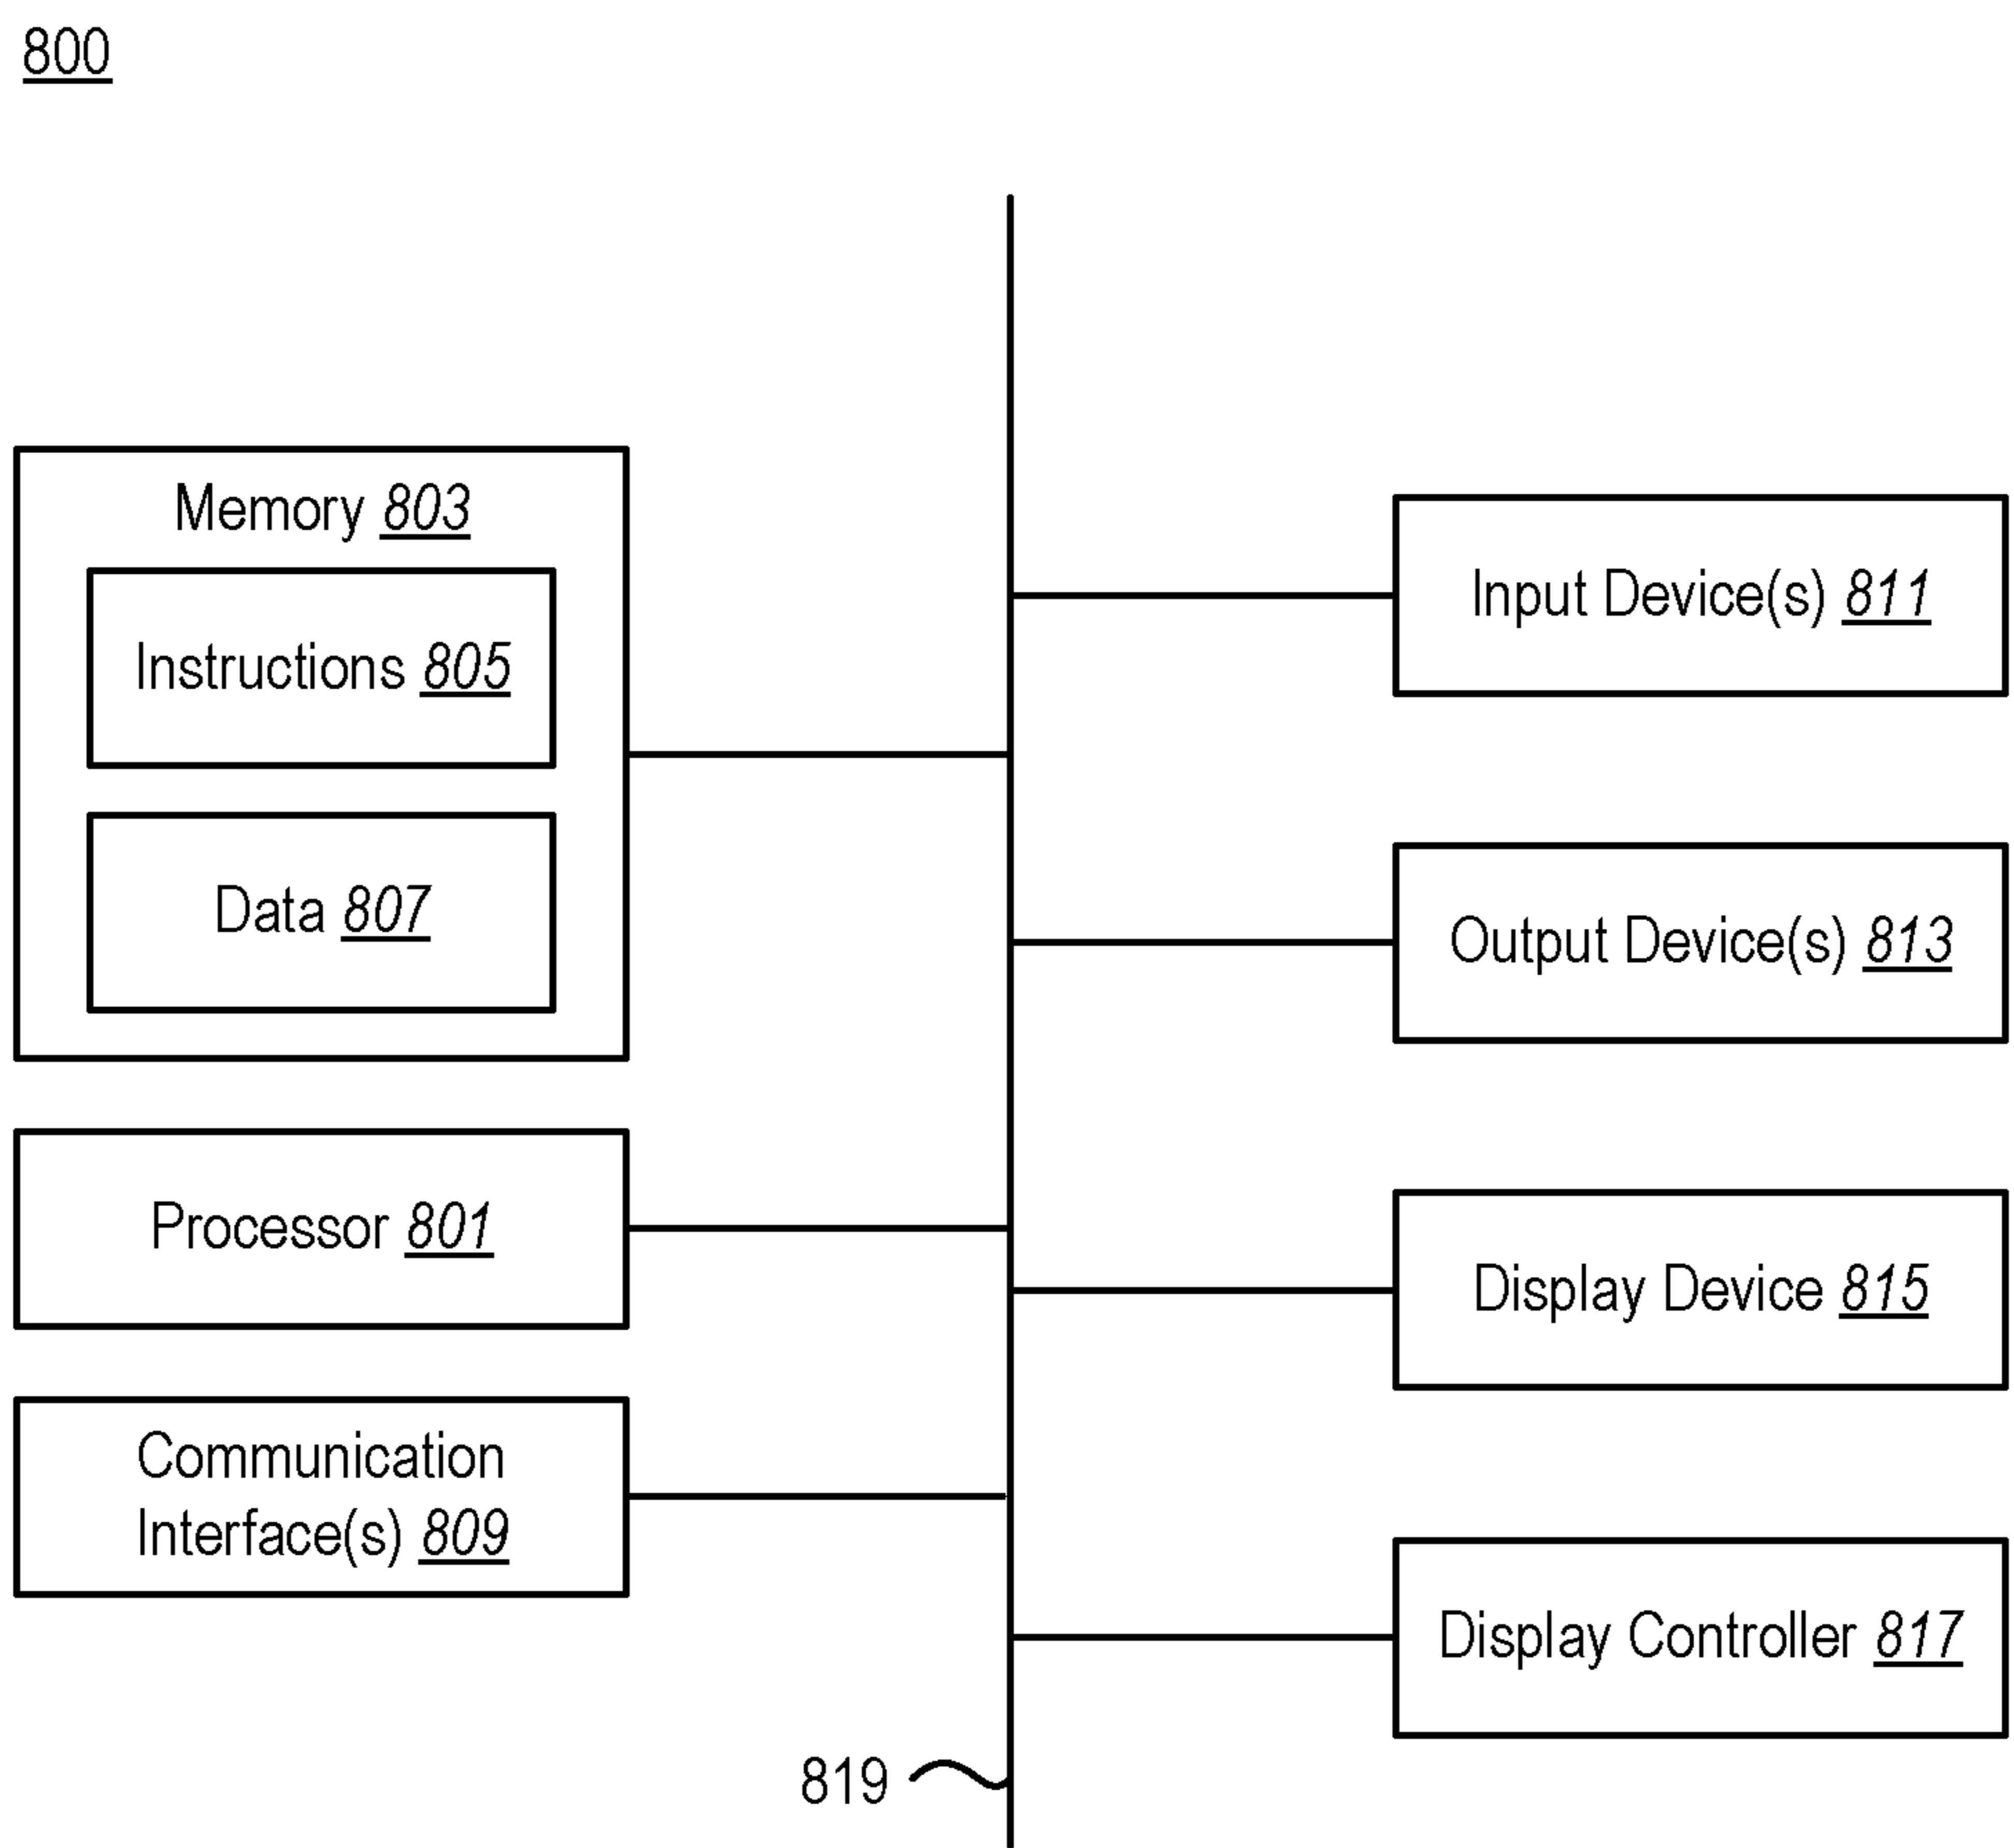 800
Memory 803
Instructions 805
Data 807
Processor 801
Communication
Interface(s) 809
Input Device(s) 811
Output Device(s) 813
Display Device 815
Display Controller 817
819